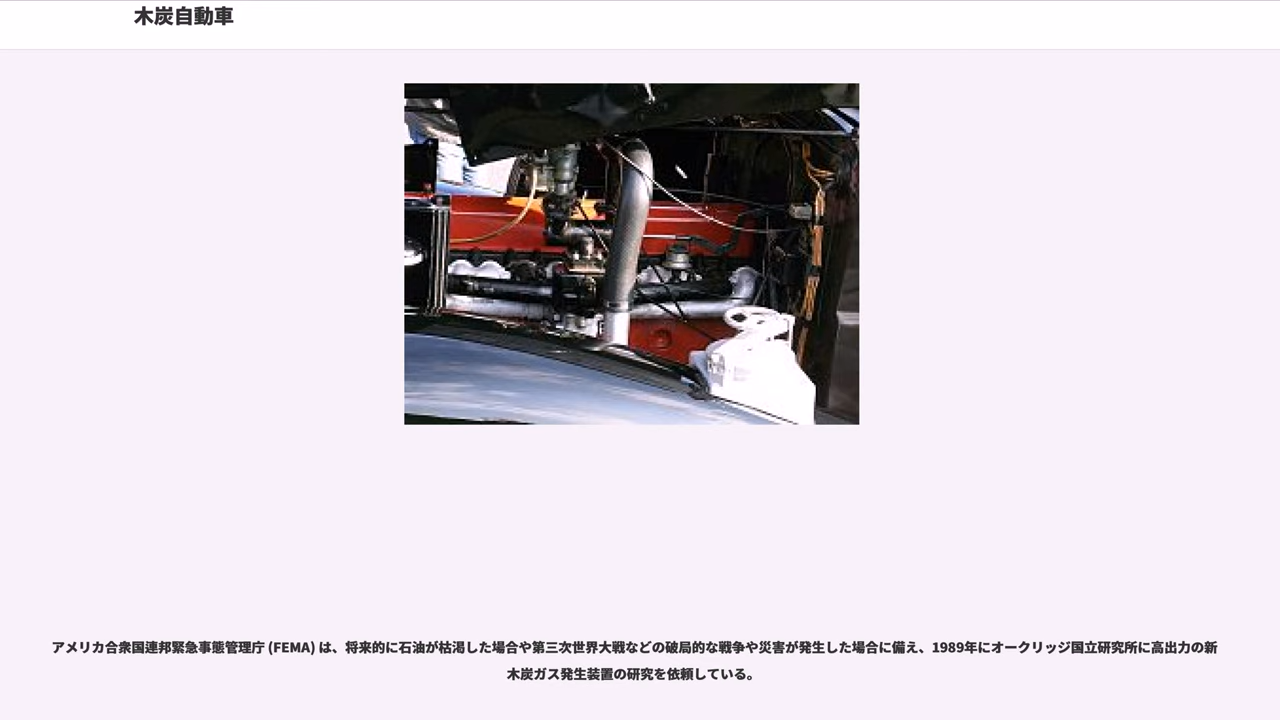 木炭自動車
アメリカ合衆国連邦緊急事態管理庁 (FEMA) は、将来的に石油が枯渇した場合や第三次世界大戦などの破局的な戦争や災害が発生した場合に備え、1989年にオークリッジ国立研究所に高出力の新
木炭ガス発生装置の研究を依頼している。